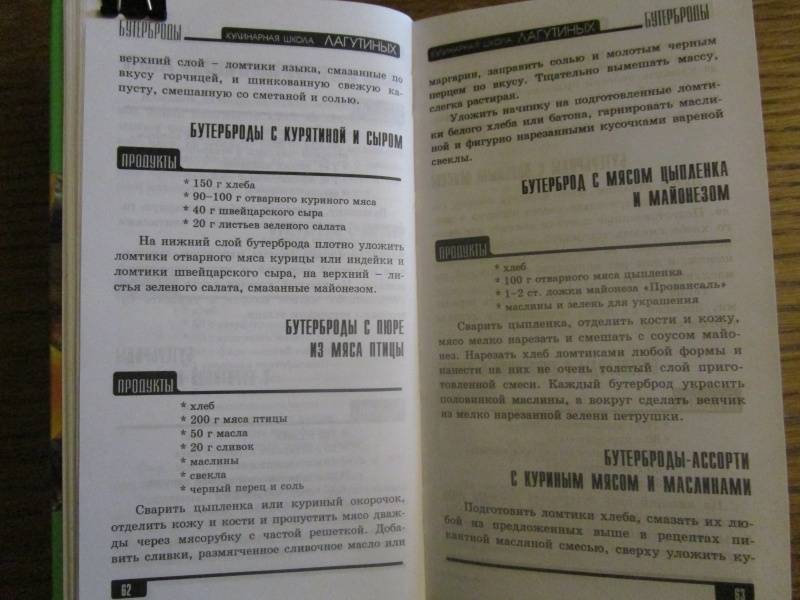 БУТЕРБРОДЫ
КУЛИНАРНАЯ ШКОЛА ЛАГУТИНЫХ
верхний слой – ломтики языка, смазанные по
вкусу горчицей, и шинкованную свежую ка-
пусту, смешанную со сметаной и солью.
БУТЕРБРОДЫ С КУРЯТИНОЙ И СЫРОМ
ПРОДУКТЫ
* 150 г хлеба
* 90–100 г отварного куриного мяса
* 40 г швейцарского сыра
* 20 г листьев зеленого салата
На нижний слой бутерброда плотно уложить
ломтики отварного мяса курицы или индейки и
ломтики швейцарского сыра, на верхний – ли-
стья зеленого салата, смазанные майонезом.
БУТЕРБРОДЫ С ПЮРЕ
ИЗ МЯСА ПТИЦЫ
ПРОДУКТЫ
* хлеб
* 200 г мяса птицы
* 50 г масла
* 20 г сливок
* маслины
* свекла
* черный перец и соль
Сварить цыпленка или куриный окорочок,
отделить кожу и кости и пропустить мясо дваж-
ды через мясорубку с частой решеткой. Доба-
вить сливки, размягченное сливочное масло или
62
КУЛИНАРНАЯ ШКОЛА ЛАГУТИНЫХ
БУТЕРБРОДЫ
маргарин, заправить солью и молотым черным
перцем по вкусу. Тщательно вымешать массу,
слегка растирая.
Уложить начинку на подготовленные ломти-
ки белого хлеба или батона, гарнировать масли-
ной и фигурно нарезанными кусочками вареной
свеклы.
БУТЕРБРОД С МЯСОМ ЦЫПЛЕНКА
И МАЙОНЕЗОМ
ПРОДУКТЫ
* хлеб
* 100 г отварного мяса цыпленка
* 1–2 ст. ложки майонеза «Провансаль»
* маслины и зелень для украшения
Сварить цыпленка, отделить кости и кожу,
мясо мелко нарезать и смешать с соусом майо-
нез. Нарезать хлеб ломтиками любой формы и
нанести на них не очень толстый слой приго-
товленной смеси. Каждый бутерброд украсить
половинкой маслины, а вокруг сделать венчик
из мелко нарезанной зелени петрушки.
БУТЕРБРОДЫ-АССОРТИ
С КУРИНЫМ МЯСОМ И МАСЛИНАМИ
Подготовить ломтики хлеба, смазать их лю-
бой из предложенных выше в рецептах пи-
кантной масляной смесью, сверху уложить ку-
63